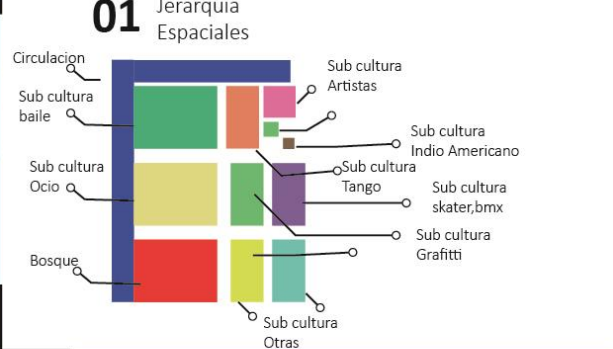 01
Jerarquia
Espaciales
Circulacion
Sub cultura
Artistas
Sub cultura
baile
Sub cultura
Indio Americano
Sub cultura
Ocio
Sub cultura
Tango
Sub cultura
skater,bmx
Sub cultura
Grafitti
Bosque
Sub cultura
Otras